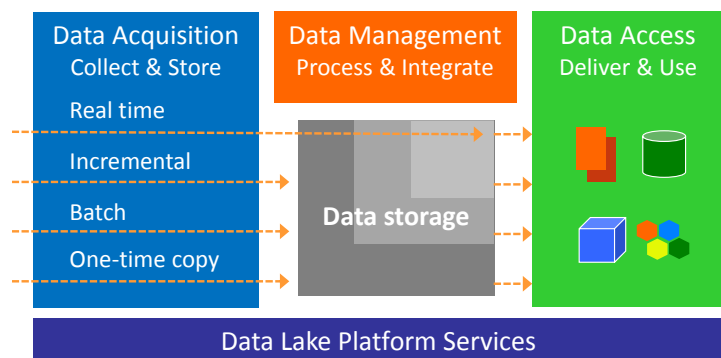 Data Acquisition
Collect & Store
Real time
Incremental
Batch
One-time copy
Data Management
Process & Integrate
Data storage
Data Access
Deliver & Use
Data Lake Platform Services